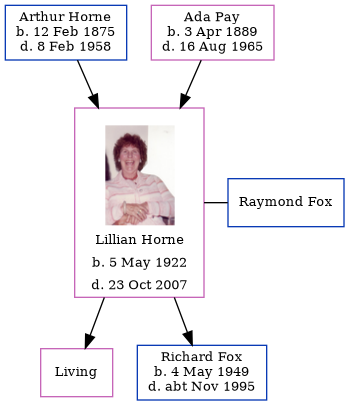 Arthur Horne
b. 12 Feb 1875
d. 8 Feb 1958
Ada Pay
b. 3 Apr 1889
d. 16 Aug 1965
Lillian Horne
b. 5 May 1922
d. 23 Oct 2007
Raymond Fox
Living
Richard Fox
b. 4 May 1949
d. abt Nov 1995